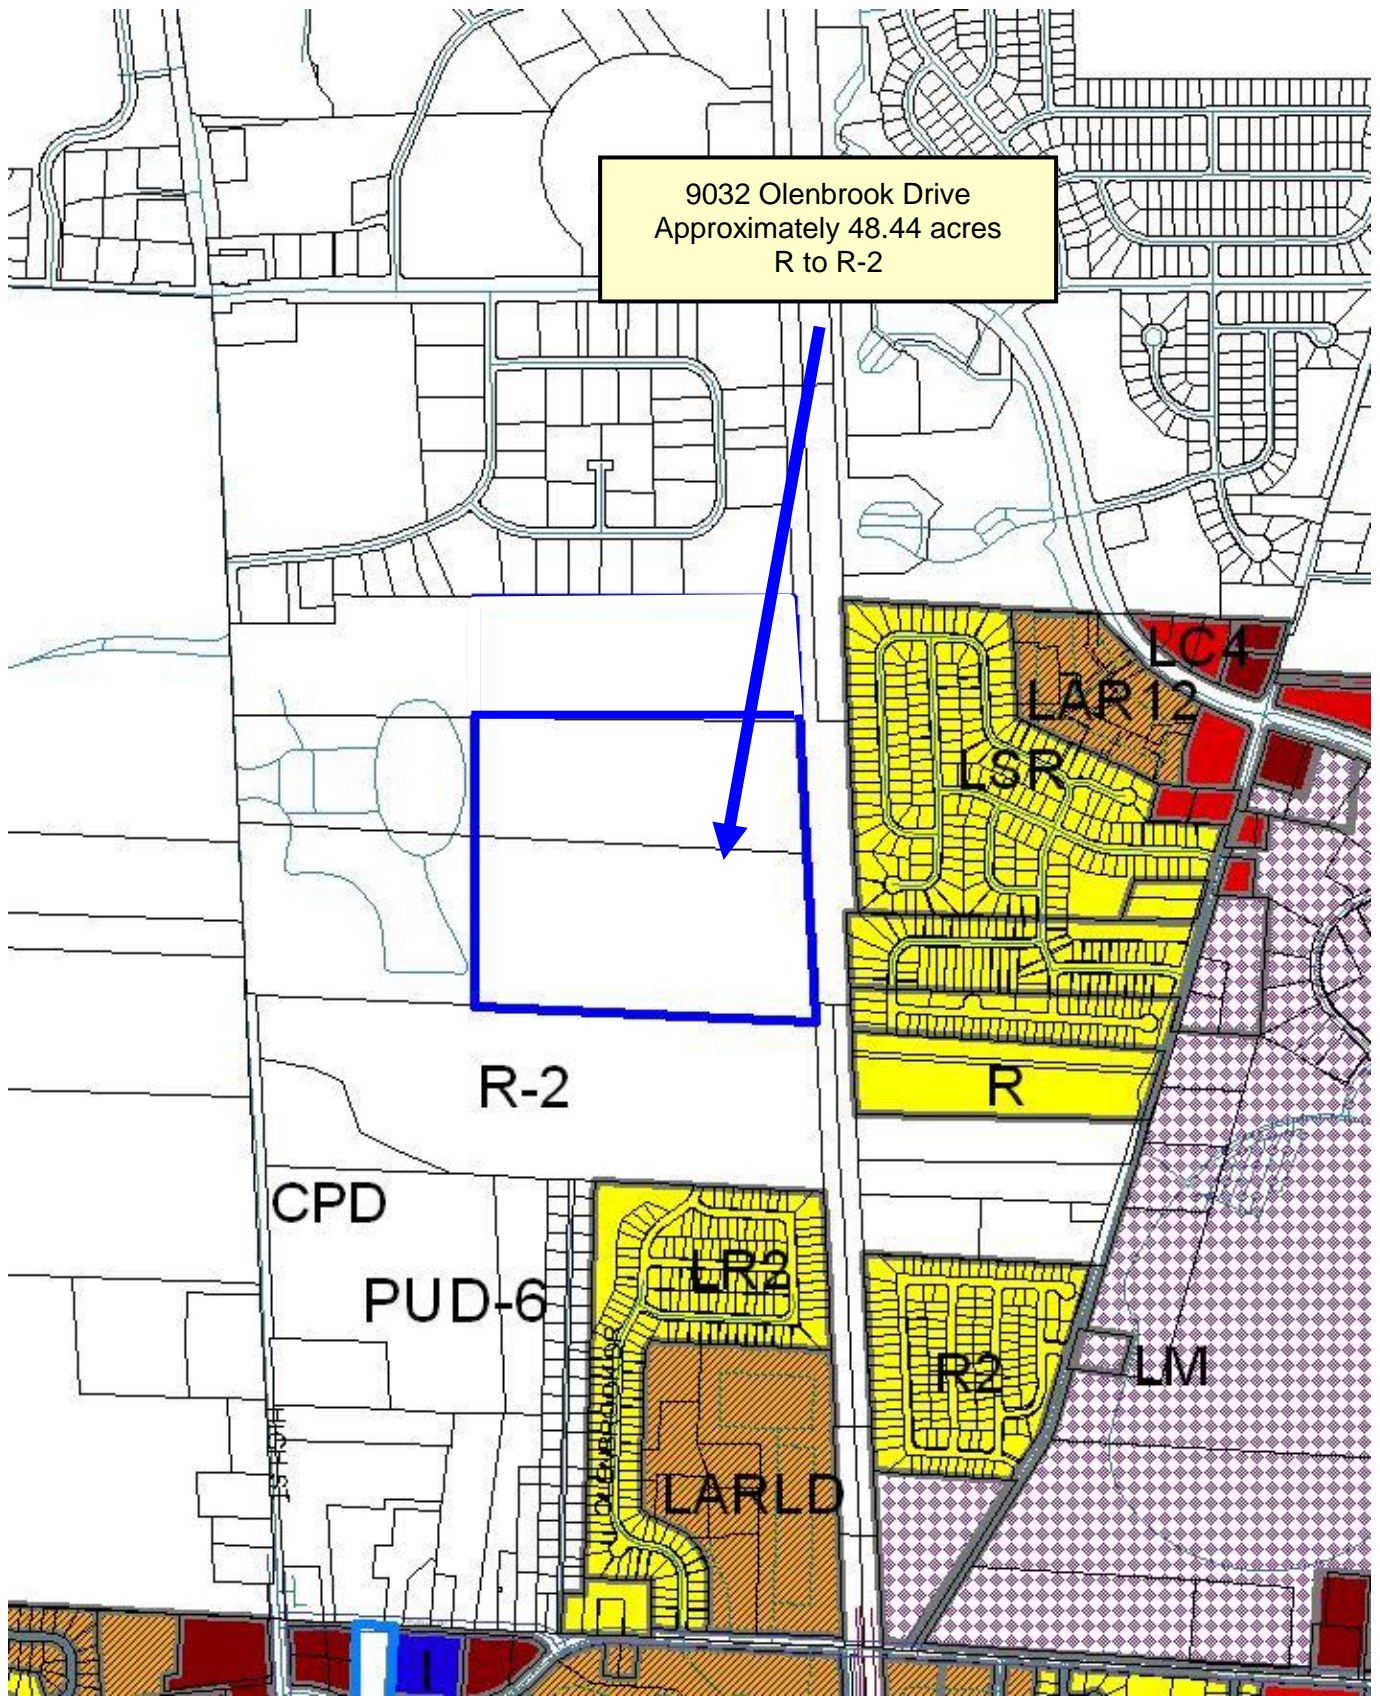 9032 Olenbrook Drive
Approximately 48.44 acres
R to R-2
LC4
LAR12
LSR
R-2
R
CPD
LR2
PUD-6
R2
LM
LARLD
I